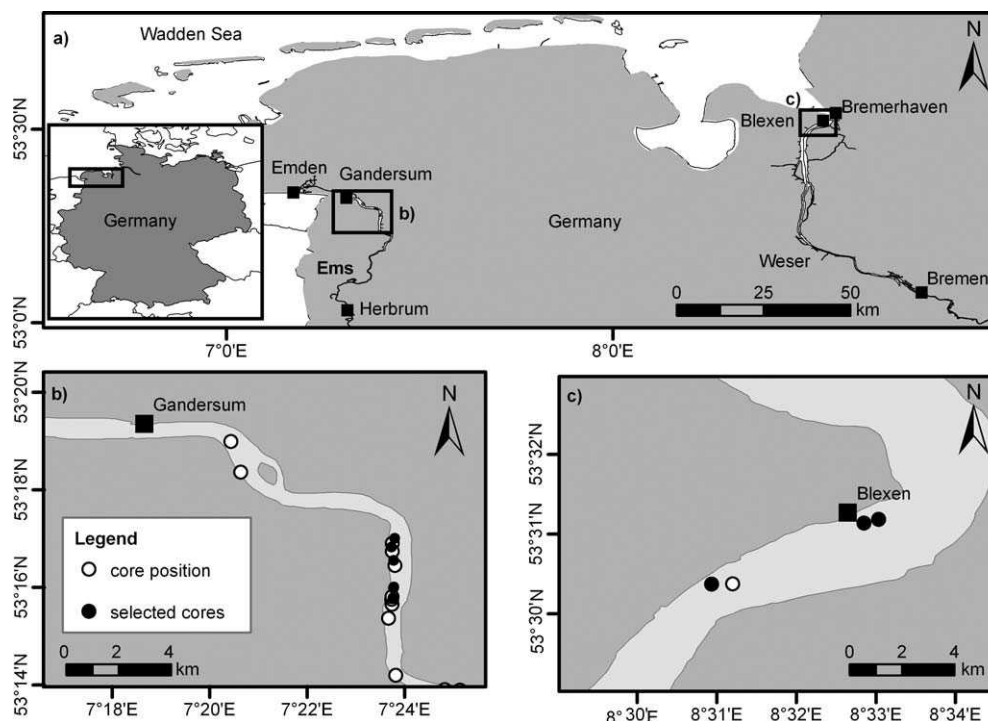 a)
Wadden Sea
N
53°30'N
53°0'N
c)
Bremerhaven
Blexen
Emden
Gandersum
b)
Germany
Germany
Ems
Herbrum
Weser
Bremen
0 25 50
km
7°0'E
8°0'E
b)
N
Gandersum
53°20'N
53°18'N
53°16'N
53°14'N
Legend
core position
selected cores
0 2 4
km
7°18'E
7°20'E
7°22'E
7°24'E
c)
N
53°32'N
53°31'N
53°30'N
Blexen
0 2 4
km
8°30'E
8°31'E
8°32'E
8°33'E
8°34'E